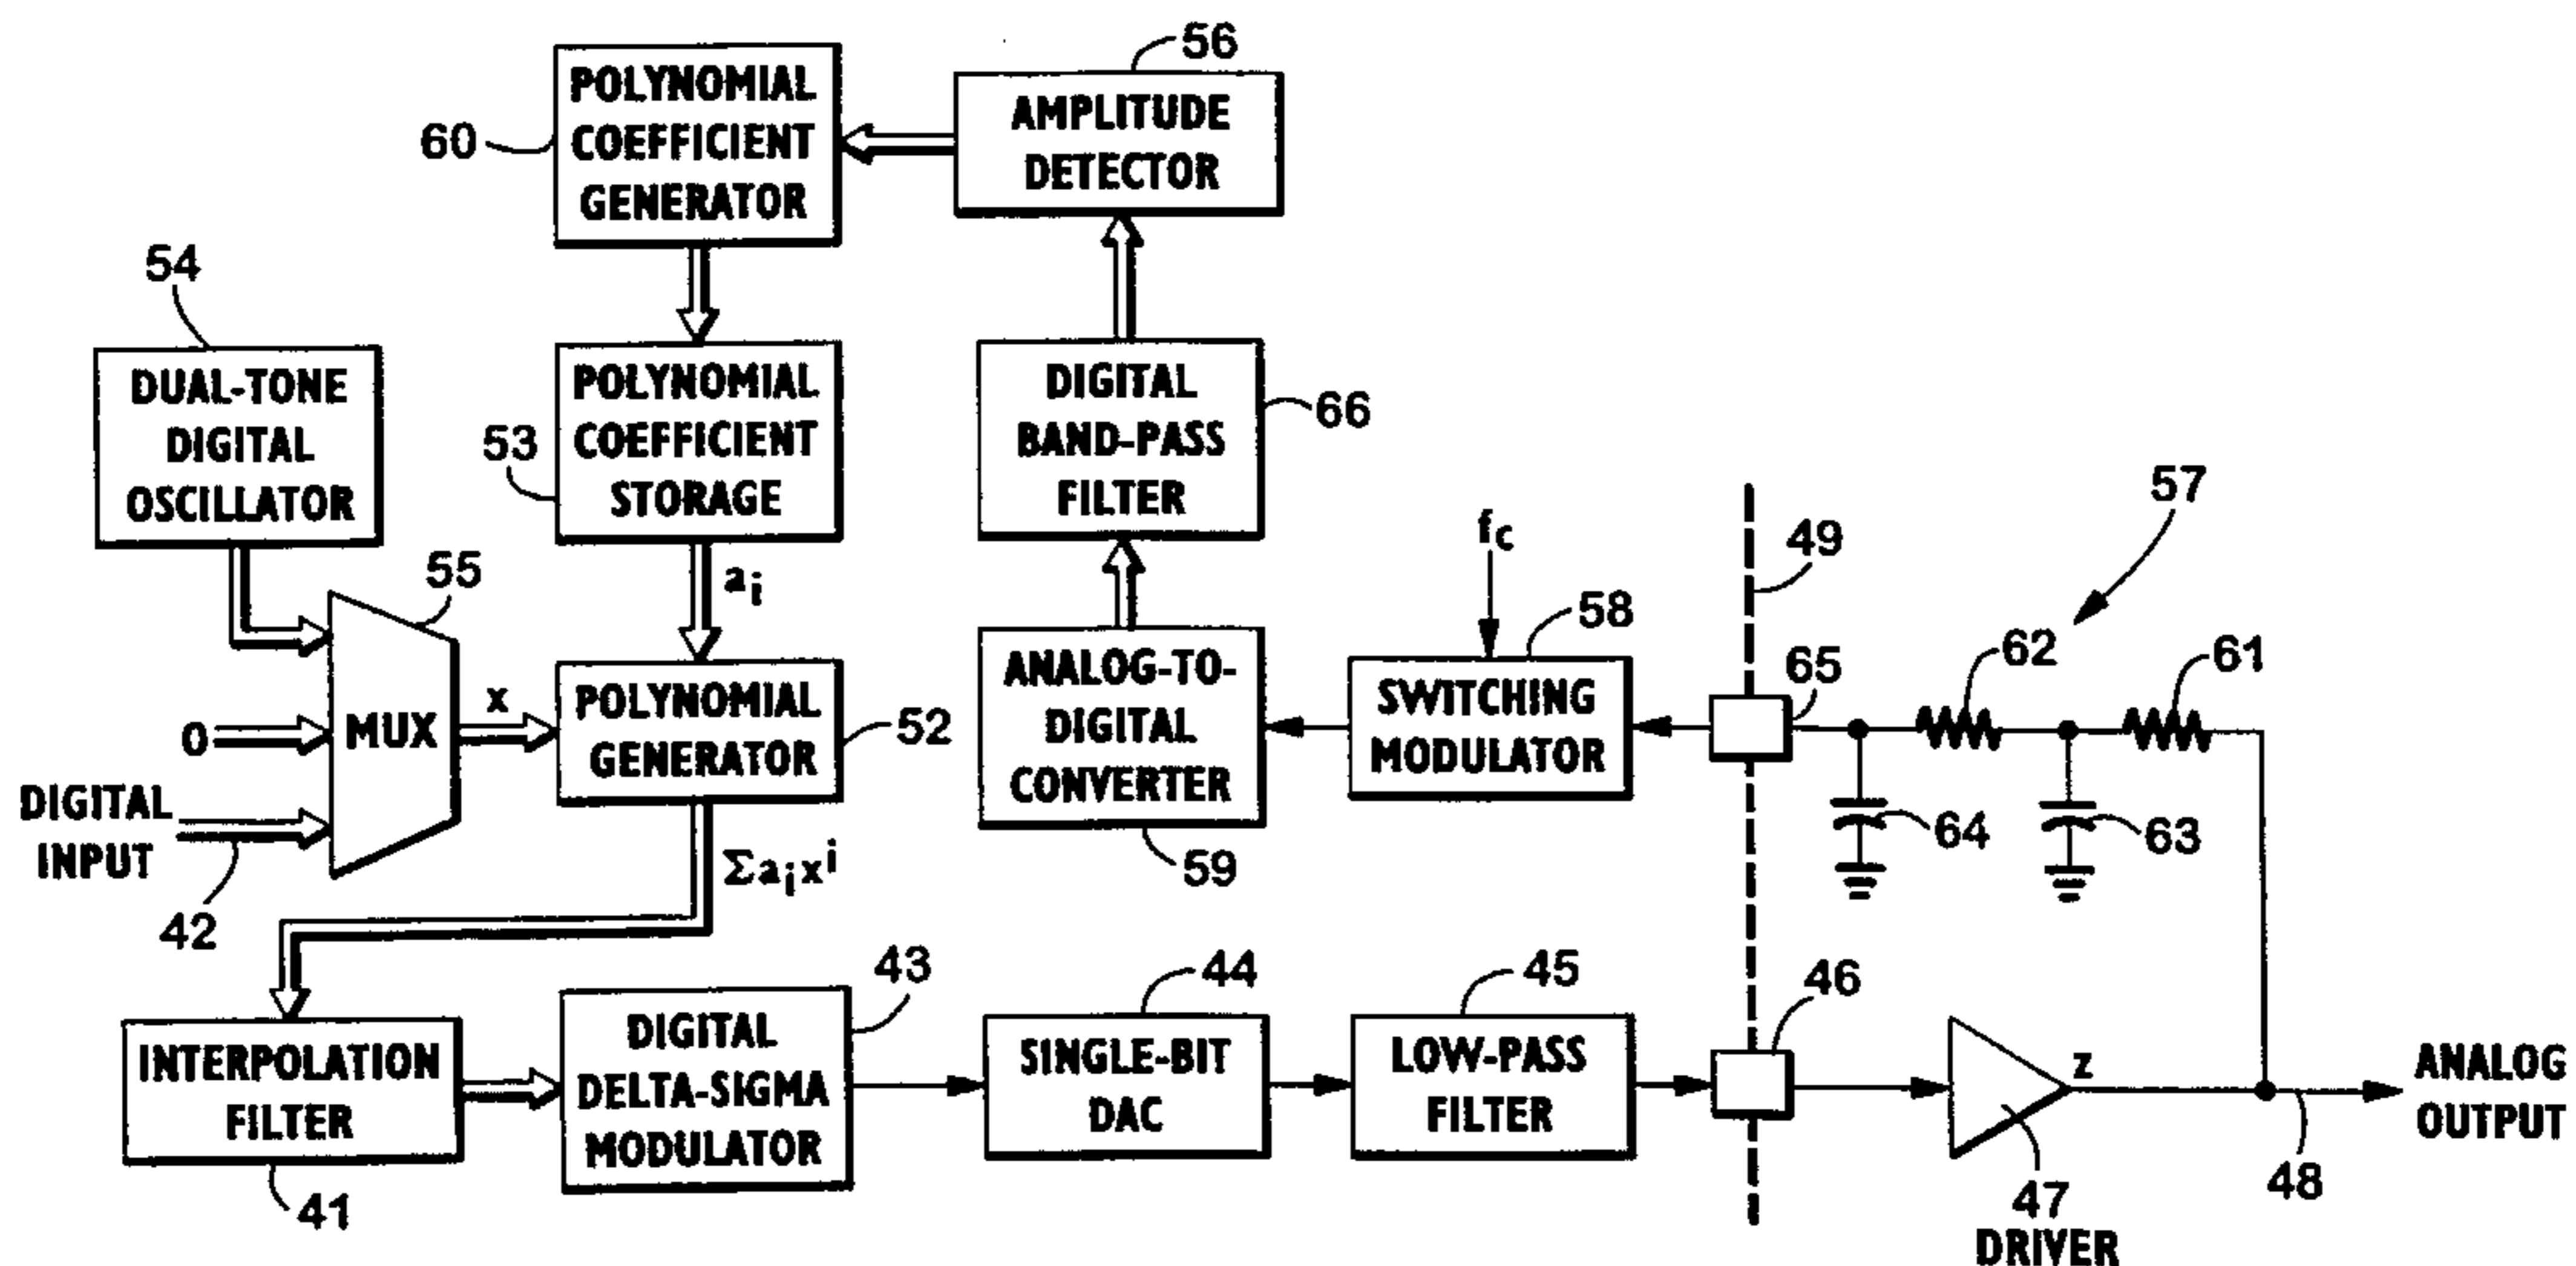 56
POLYNOMIAL
COEFFICIENT
GENERATOR
60
AMPLITUDE
DETECTOR
54
DUAL-TONE
DIGITAL
OSCILLATOR
53
POLYNOMIAL
COEFFICIENT
STORAGE
DIGITAL
BAND-PASS
FILTER
66
57
49
fc
55
ai
58
62
61
65
0
MUX
x
POLYNOMIAL
GENERATOR
52
ANALOG-TO-
DIGITAL
CONVERTER
59
SWITCHING
MODULATOR
64
63
DIGITAL
INPUT
42
Σaixi
43
44
45
46
INTERPOLATION
FILTER
41
DIGITAL
DELTA-SIGMA
MODULATOR
SINGLE-BIT
DAC
LOW-PASS
FILTER
z
47
DRIVER
48
ANALOG
OUTPUT